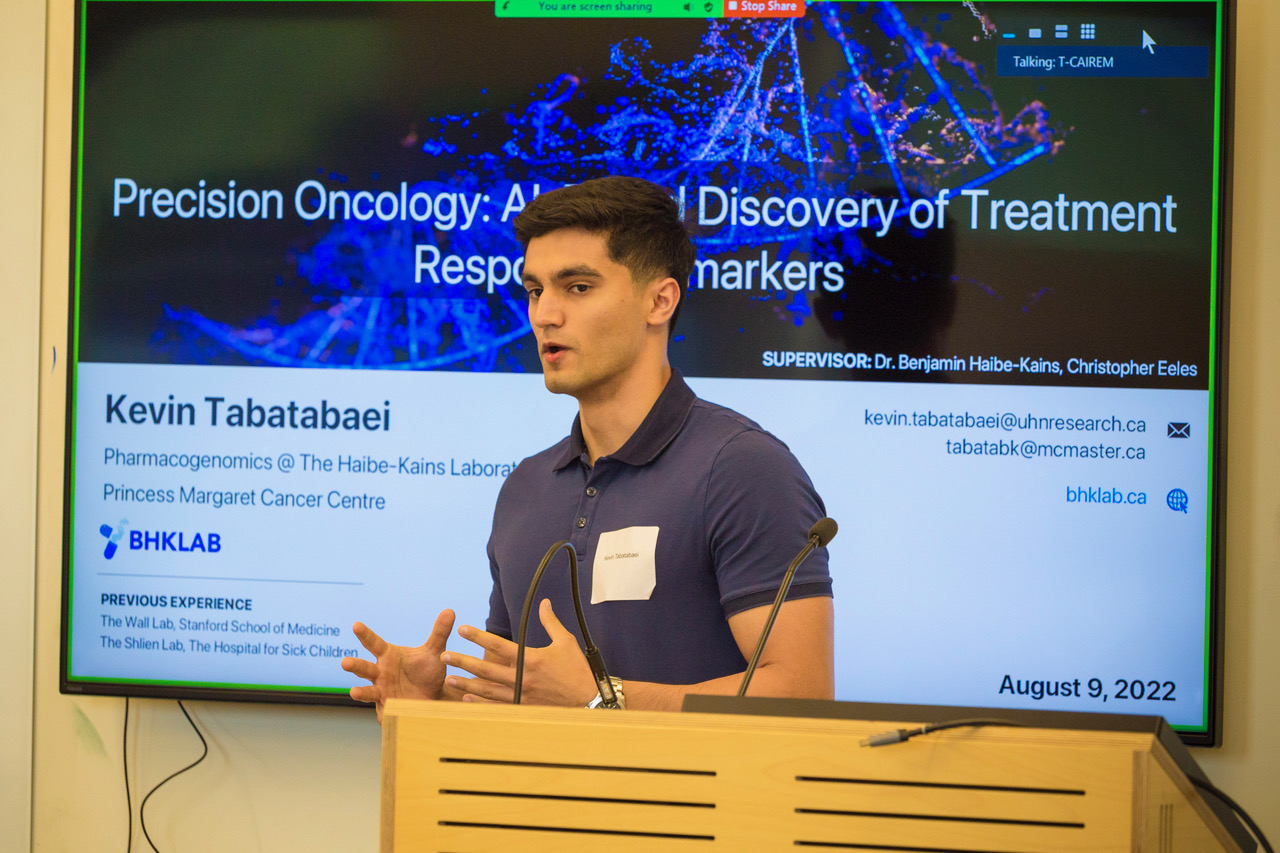 You are screen sharing
Stop Share
Talking: T-CAIREM
Precision Oncology: Discovery of Treatment
markers
SUPERVISOR: Dr. Benjamin Haibe-Kains, Christopher Eeles
Kevin Tabatabaei
Pharmacogenomics @ The Haibe-Kains
Princess Margaret Cancer Centre
BHKLAB
PREVIOUS EXPERIENCE
The Wall Lab, Stanford School of Medicine
The Shlien Lab, The Hospital for Sick Children
kevin.tabatabaei@uhnresearch.ca
tabatabk@mcmaster.ca
bhklab.ca
August 9, 2022
Kevin Tabatabaei